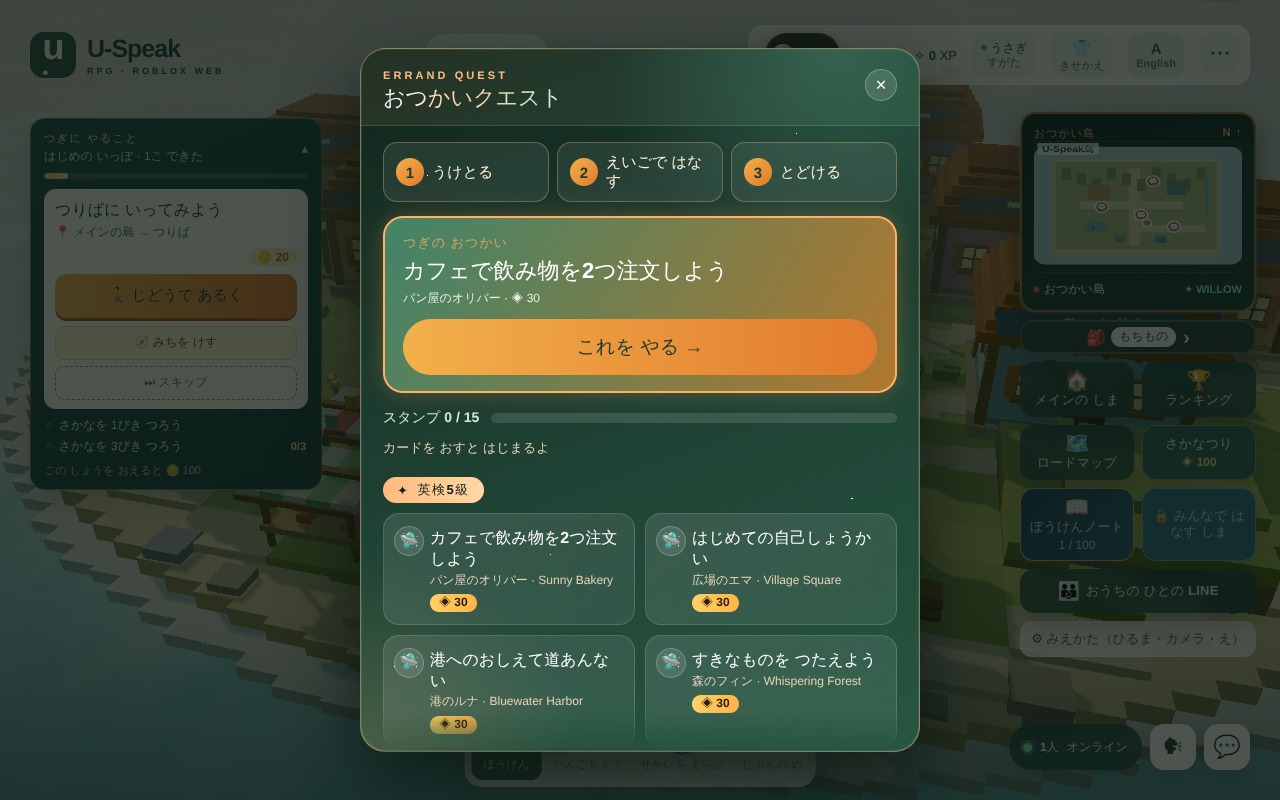 u
U-Speak
RPG · ROBLOX WEB
0 XP
うさぎ
すがた
きせかえ
A
English
つぎに やること
はじめの いっぽ · 1こ できた
つりばに いってみよう
メインの島 → つりば
20
じどうで あるく
みちを けす
スキップ
さかなを 1ぴき つろう
さかなを 3びき つろう
0/3
この しょうを おえると 100
ERRAND QUEST
おつかいクエスト
×
1 うけとる
2 えいごで はな
す
3 とどける
つぎの おつかい
カフェで飲み物を2つ注文しよう
パン屋のオリバー · ◈ 30
これを やる →
スタンプ 0 / 15
カードを おすと はじまるよ
✦ 英検5級
カフェで飲み物を2つ注文
しよう
パン屋のオリバー · Sunny Bakery
◈ 30
はじめての自己しょうか
い
広場のエマ · Village Square
◈ 30
港へのおしえて道あんな
い
港のルナ · Bluewater Harbor
◈ 30
すきなものを つたえよう
森のフィン · Whispering Forest
◈ 30
おつかい島
N ↑
U-Speak島
おつかい島
✦ WILLOW
もちもの
›
メインの しま
ランキング
ロードマップ
さかなつり
◈ 100
ぼうけんノート
1 / 100
みんなで は
なす しま
おうちの ひとの LINE
みえかた（ひるま・カメラ・え）
1人 オンライン
ぼうけん
たんごちょう
せかいを えらぶ
じぶんの め